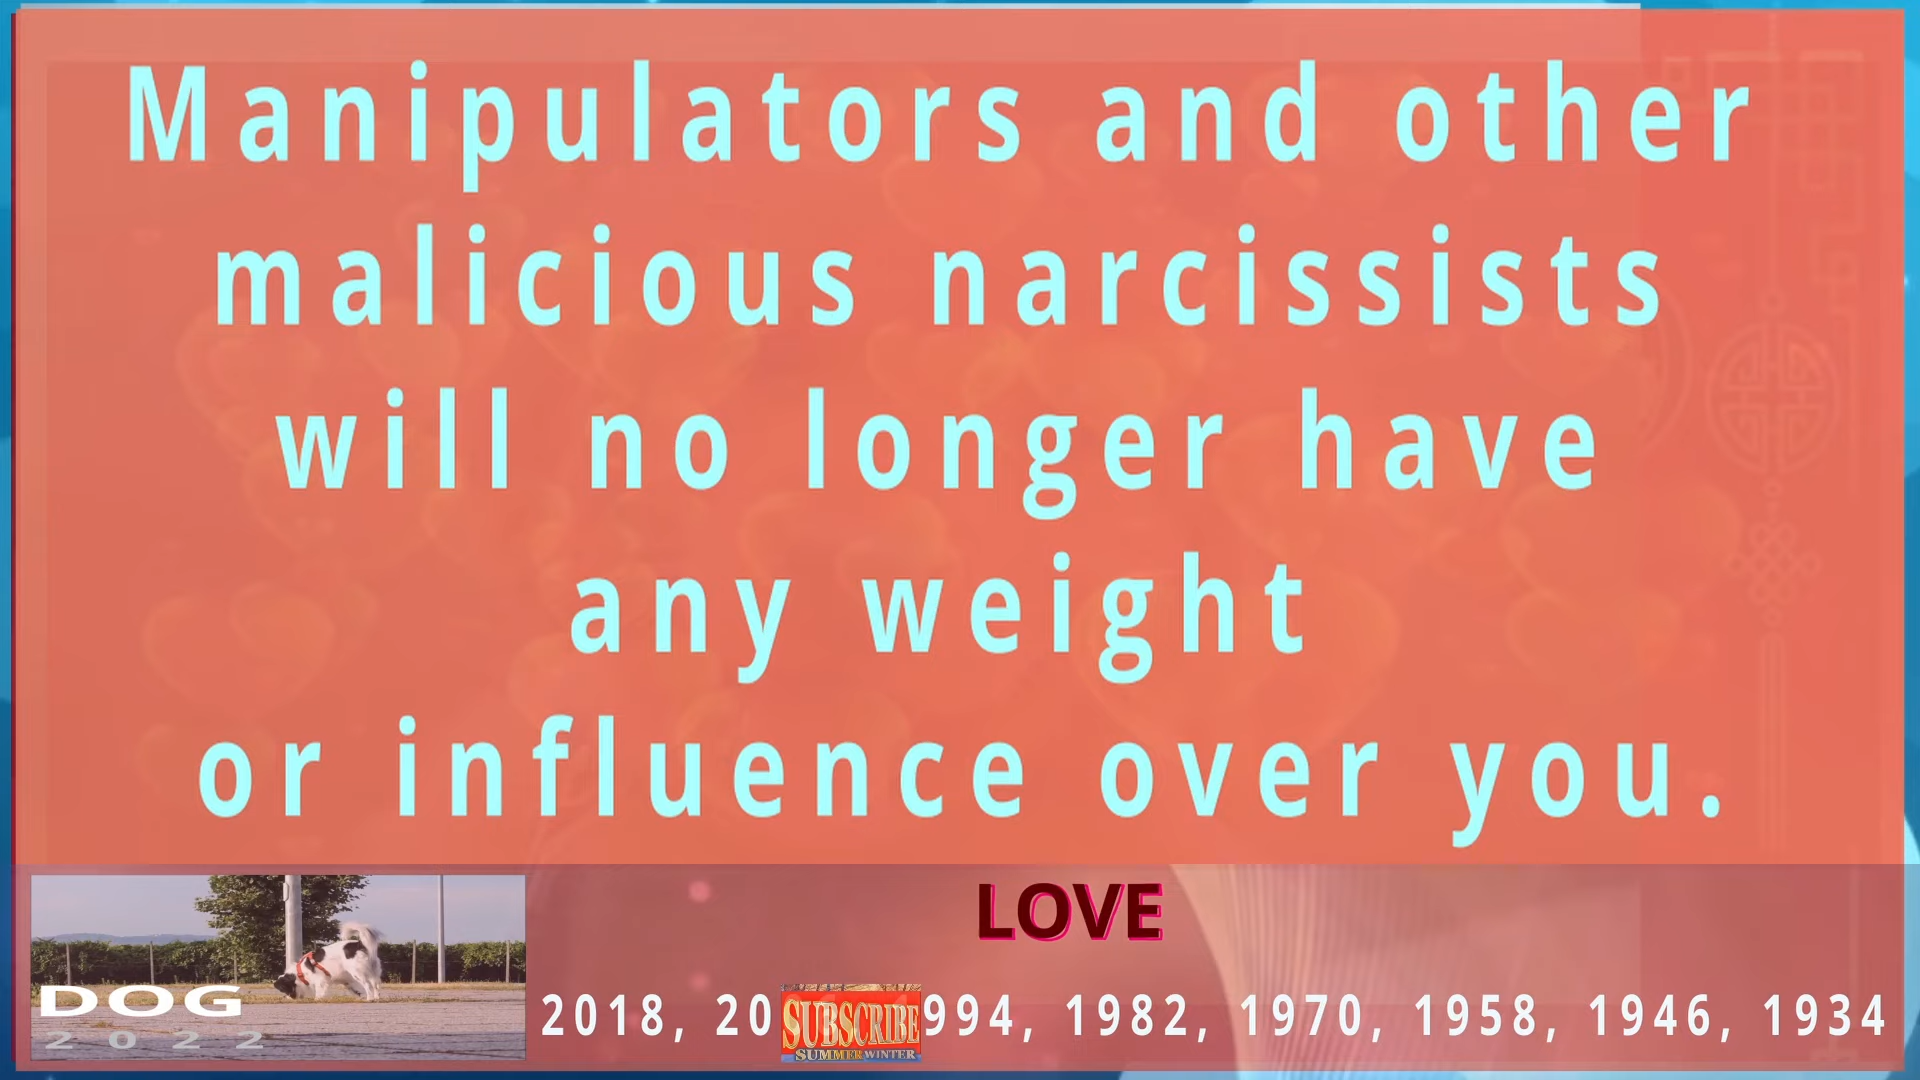 Manipulators and other
malicious narcissists
will no longer have
any weight
or influence over you.
LOVE
DOG
2022
2018, 20 994, 1982, 1970, 1958, 1946, 1934
SUBSCRIBE
SUMMER WINTER